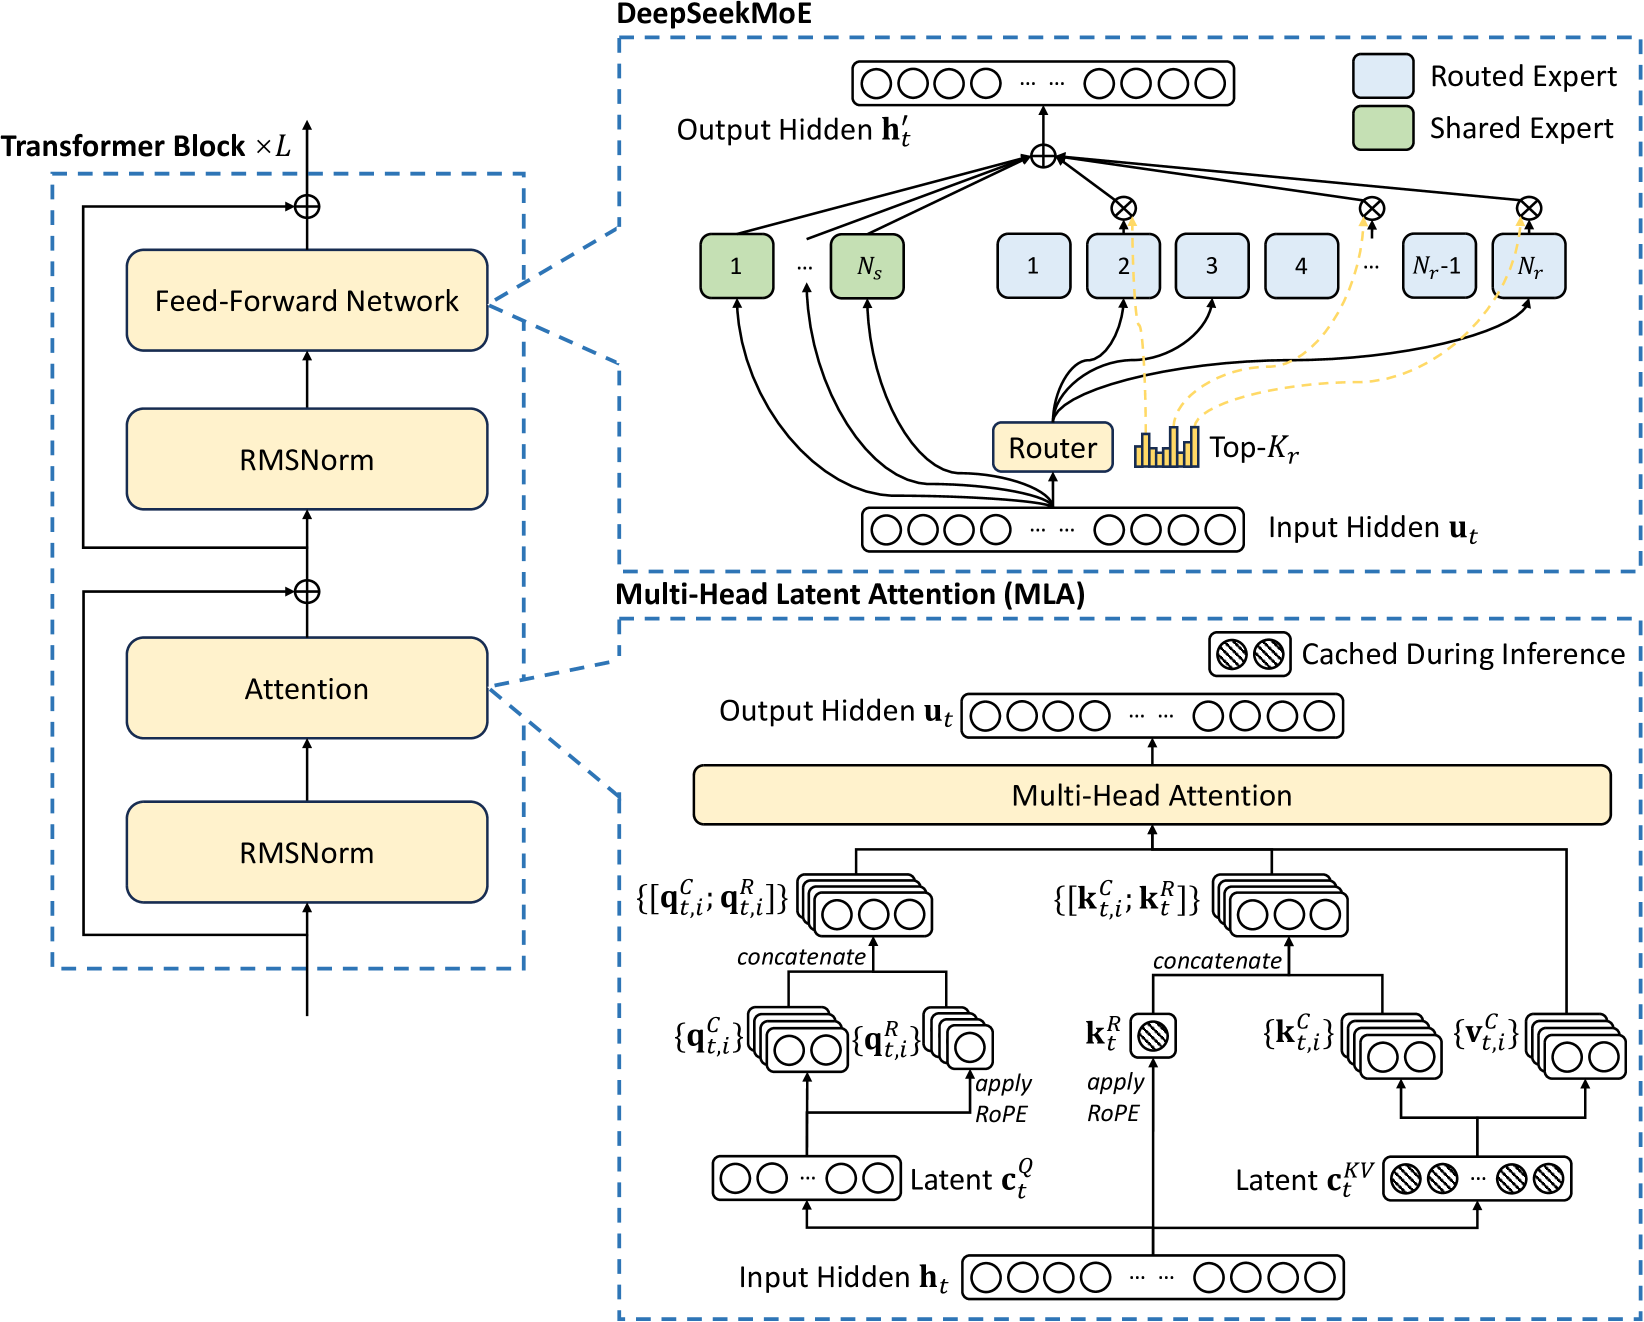 DeepSeekMoE
Routed Expert
Shared Expert
Output Hidden h′_t
Transformer Block ×L
1 ... N_s 1 2 3 4 ... N_r-1 N_r
Feed-Forward Network
RMSNorm
Router
Top-K_r
Input Hidden u_t
Multi-Head Latent Attention (MLA)
Cached During Inference
Attention
Output Hidden u_t
Multi-Head Attention
RMSNorm
{[q^C_{t,i}; q^R_{t,i}]}
{[k^C_{t,i}; k^R_t]}
concatenate
concatenate
{q^C_{t,i}}
{q^R_{t,i}}
k^R_t
{k^C_{t,i}}
{v^C_{t,i}}
apply
RoPE
apply
RoPE
Latent c^Q_t
Latent c^{KV}_t
Input Hidden h_t